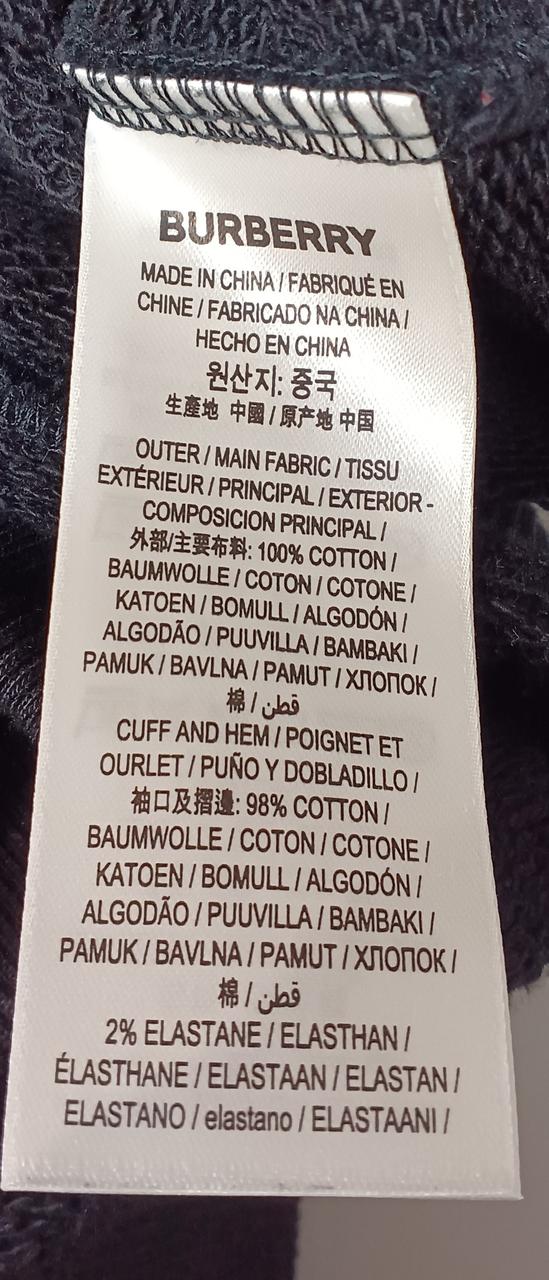 BURBERRY
MADE IN CHINA / FABRIQUÉ EN
CHINE / FABRICADO NA CHINA /
HECHO EN CHINA
원산지: 중국
生產地 中國 / 原产地 中国
OUTER / MAIN FABRIC / TISSU
EXTÉRIEUR / PRINCIPAL / EXTERIOR -
COMPOSICION PRINCIPAL /
外部/主要布料: 100% COTTON /
BAUMWOLLE / COTON / COTONE /
KATOEN / BOMULL / ALGODÓN /
ALGODÃO / PUUVILLA / BAMBAKI /
PAMUK / BAVLNA / PAMUT / ХЛОПОК /
棉 / قطن
CUFF AND HEM / POIGNET ET
OURLET / PUÑO Y DOBLADILLO /
袖口及摺邊: 98% COTTON /
BAUMWOLLE / COTON / COTONE /
KATOEN / BOMULL / ALGODÓN /
ALGODÃO / PUUVILLA / BAMBAKI /
PAMUK / BAVLNA / PAMUT / ХЛОПОК /
棉 / قطن
2% ELASTANE / ELASTHAN /
ÉLASTHANE / ELASTAAN / ELASTAN /
ELASTANO / elastano / ELASTAANI /